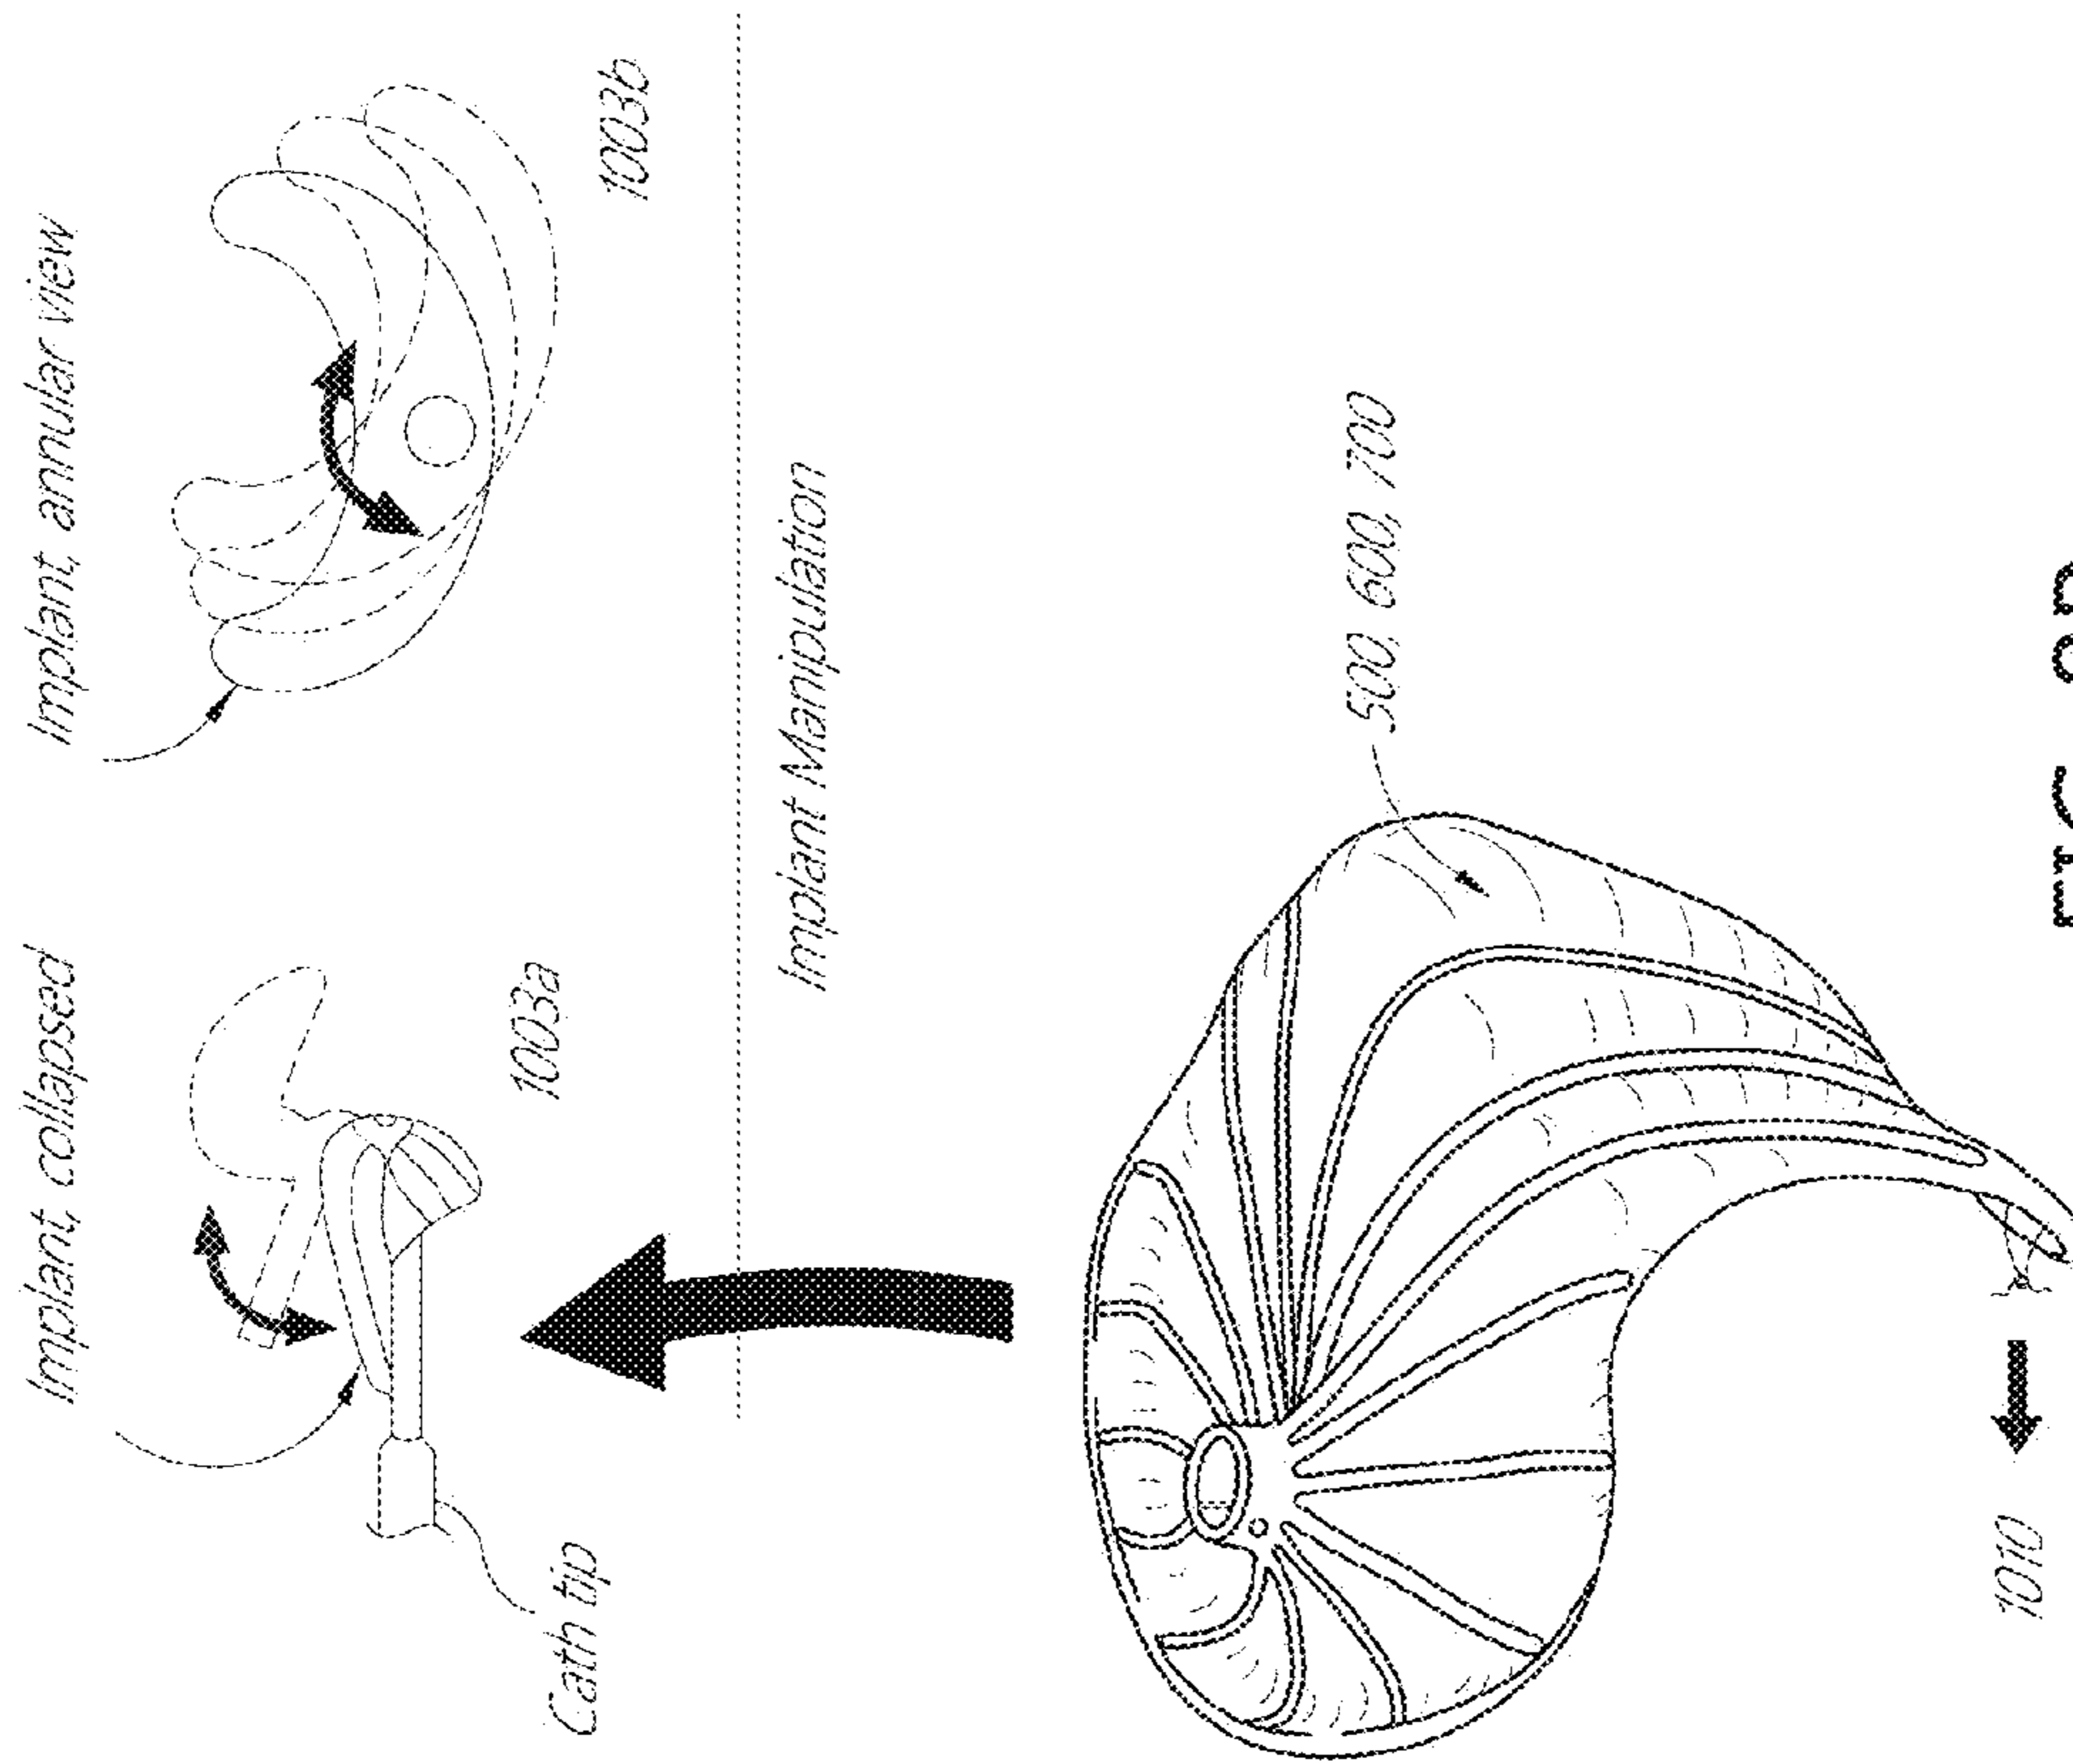 Implant, collapsed
Implant, annular view
Cath tip
1003a
1003b
Implant Manipulation
500, 600, 700
1010